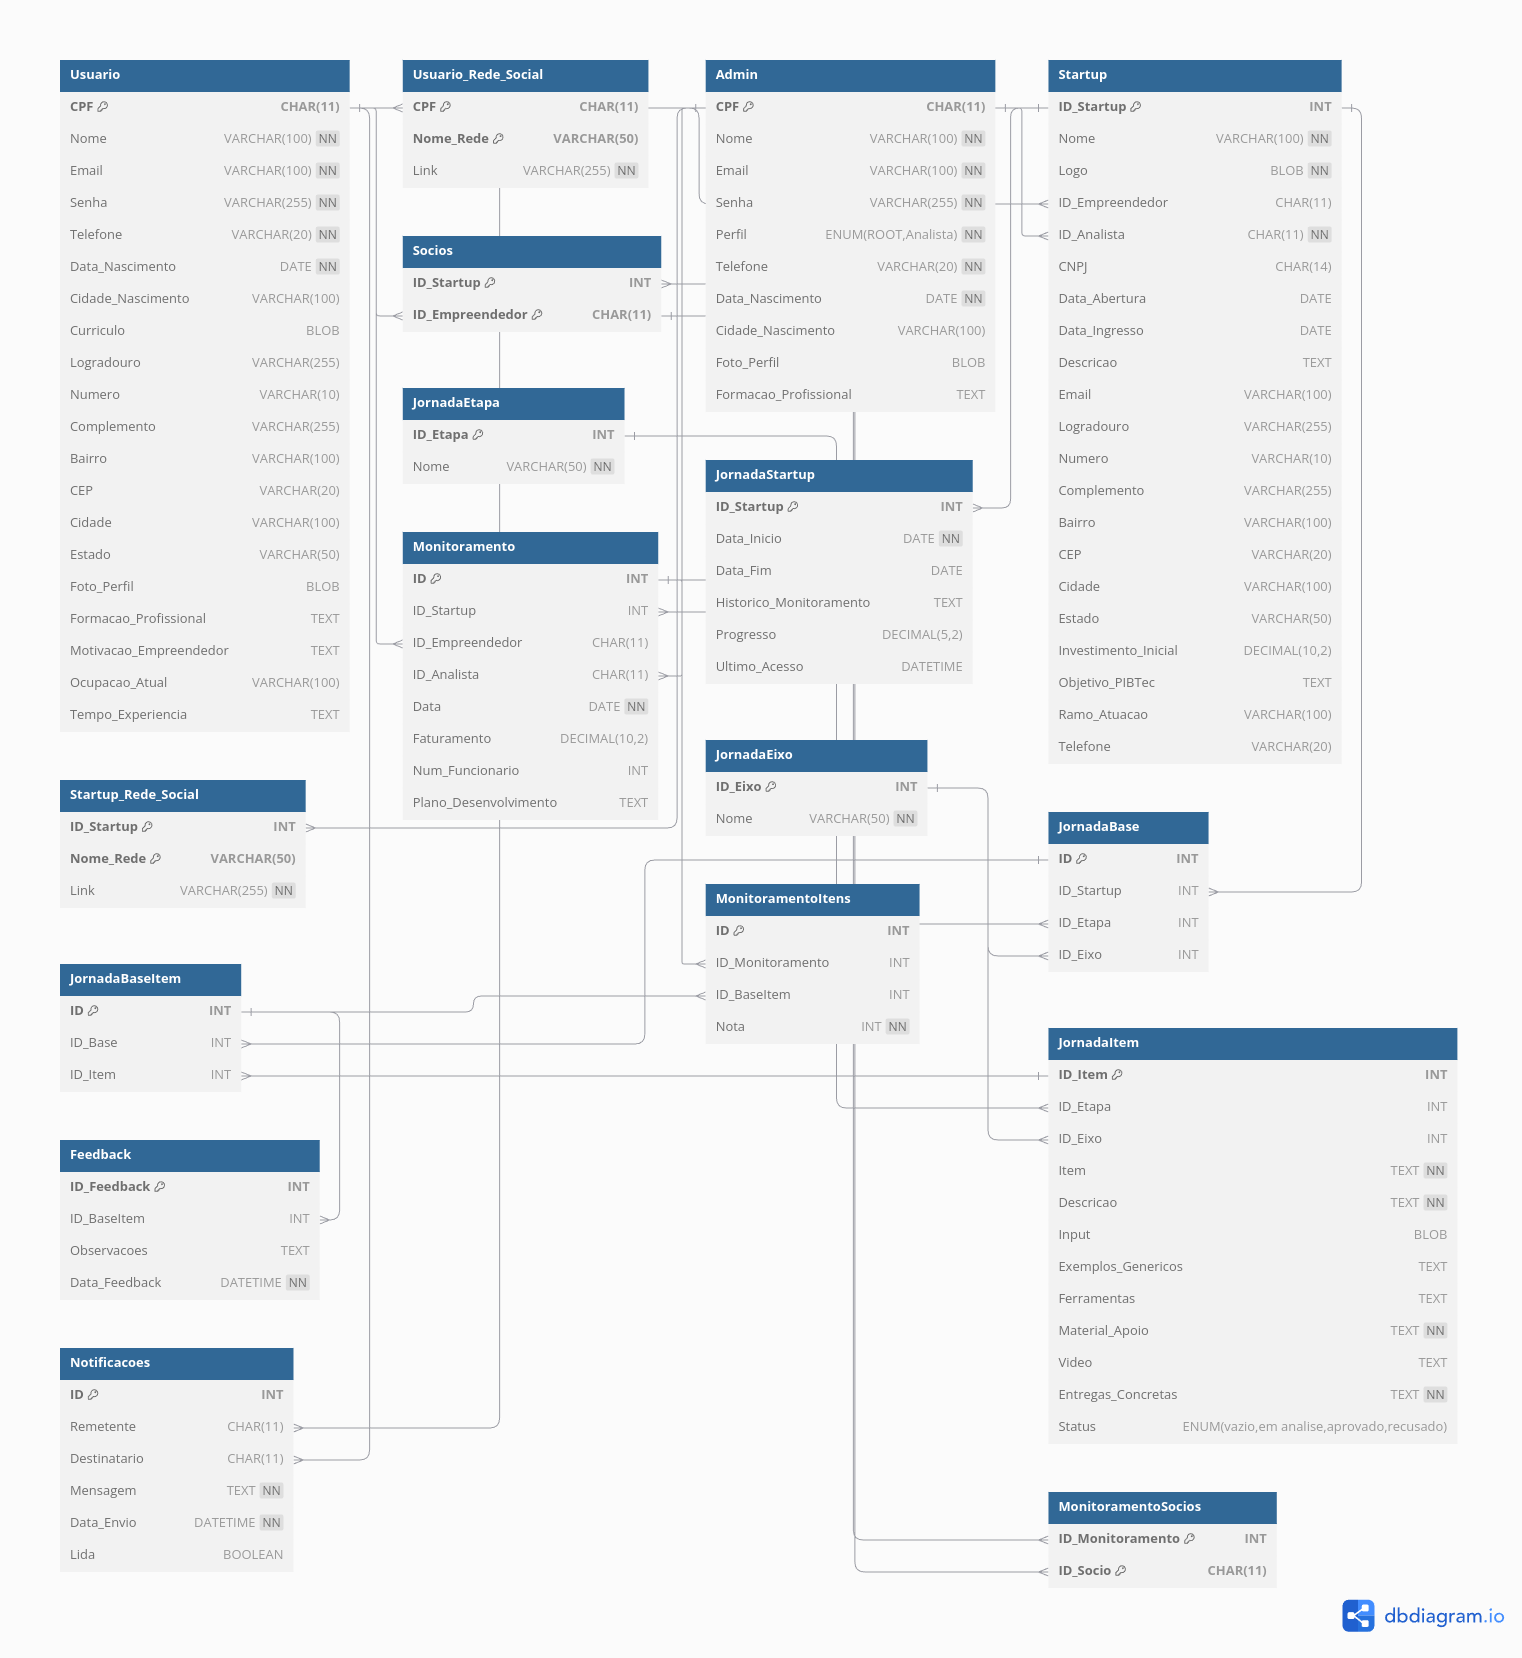 Usuario
CPF CHAR(11)
Nome VARCHAR(100) NN
Email VARCHAR(100) NN
Senha VARCHAR(255) NN
Telefone VARCHAR(20) NN
Data_Nascimento DATE NN
Cidade_Nascimento VARCHAR(100)
Curriculo BLOB
Logradouro VARCHAR(255)
Numero VARCHAR(10)
Complemento VARCHAR(255)
Bairro VARCHAR(100)
CEP VARCHAR(20)
Cidade VARCHAR(100)
Estado VARCHAR(50)
Foto_Perfil BLOB
Formacao_Profissional TEXT
Motivacao_Empreendedor TEXT
Ocupacao_Atual VARCHAR(100)
Tempo_Experiencia TEXT
Usuario_Rede_Social
CPF CHAR(11)
Nome_Rede VARCHAR(50)
Link VARCHAR(255) NN
Socios
ID_Startup INT
ID_Empreendedor CHAR(11)
JornadaEtapa
ID_Etapa INT
Nome VARCHAR(50) NN
Monitoramento
ID INT
ID_Startup INT
ID_Empreendedor CHAR(11)
ID_Analista CHAR(11)
Data DATE NN
Faturamento DECIMAL(10,2)
Num_Funcionario INT
Plano_Desenvolvimento TEXT
Admin
CPF CHAR(11)
Nome VARCHAR(100) NN
Email VARCHAR(100) NN
Senha VARCHAR(255) NN
Perfil ENUM(ROOT,Analista) NN
Telefone VARCHAR(20) NN
Data_Nascimento DATE NN
Cidade_Nascimento VARCHAR(100)
Foto_Perfil BLOB
Formacao_Profissional TEXT
JornadaStartup
ID_Startup INT
Data_Inicio DATE NN
Data_Fim DATE
Historico_Monitoramento TEXT
Progresso DECIMAL(5,2)
Ultimo_Acesso DATETIME
JornadaEixo
ID_Eixo INT
Nome VARCHAR(50) NN
MonitoramentoItens
ID INT
ID_Monitoramento INT
ID_BaseItem INT
Nota INT NN
Startup
ID_Startup INT
Nome VARCHAR(100) NN
Logo BLOB NN
ID_Empreendedor CHAR(11)
ID_Analista CHAR(11) NN
CNPJ CHAR(14)
Data_Abertura DATE
Data_Ingresso DATE
Descricao TEXT
Email VARCHAR(100)
Logradouro VARCHAR(255)
Numero VARCHAR(10)
Complemento VARCHAR(255)
Bairro VARCHAR(100)
CEP VARCHAR(20)
Cidade VARCHAR(100)
Estado VARCHAR(50)
Investimento_Inicial DECIMAL(10,2)
Objetivo_PIBTec TEXT
Ramo_Atuacao VARCHAR(100)
Telefone VARCHAR(20)
Startup_Rede_Social
ID_Startup INT
Nome_Rede VARCHAR(50)
Link VARCHAR(255) NN
JornadaBase
ID INT
ID_Startup INT
ID_Etapa INT
ID_Eixo INT
JornadaBaseItem
ID INT
ID_Base INT
ID_Item INT
JornadaItem
ID_Item INT
ID_Etapa INT
ID_Eixo INT
Item TEXT NN
Descricao TEXT NN
Input BLOB
Exemplos_Genericos TEXT
Ferramentas TEXT
Material_Apoio TEXT NN
Video TEXT
Entregas_Concretas TEXT NN
Status ENUM(vazio,em analise,aprovado,recusado)
Feedback
ID_Feedback INT
ID_BaseItem INT
Observacoes TEXT
Data_Feedback DATETIME NN
Notificacoes
ID INT
Remetente CHAR(11)
Destinatario CHAR(11)
Mensagem TEXT NN
Data_Envio DATETIME NN
Lida BOOLEAN
MonitoramentoSocios
ID_Monitoramento INT
ID_Socio CHAR(11)
dbdiagram.io